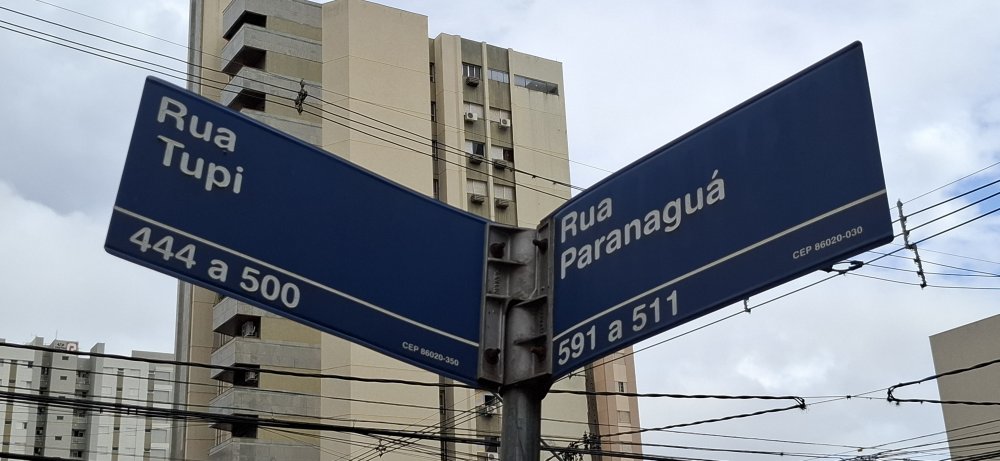 Rua
Tupi
444 a 500
CEP 86020-350
Rua
Paranaguá
591 a 511
CEP 86020-030